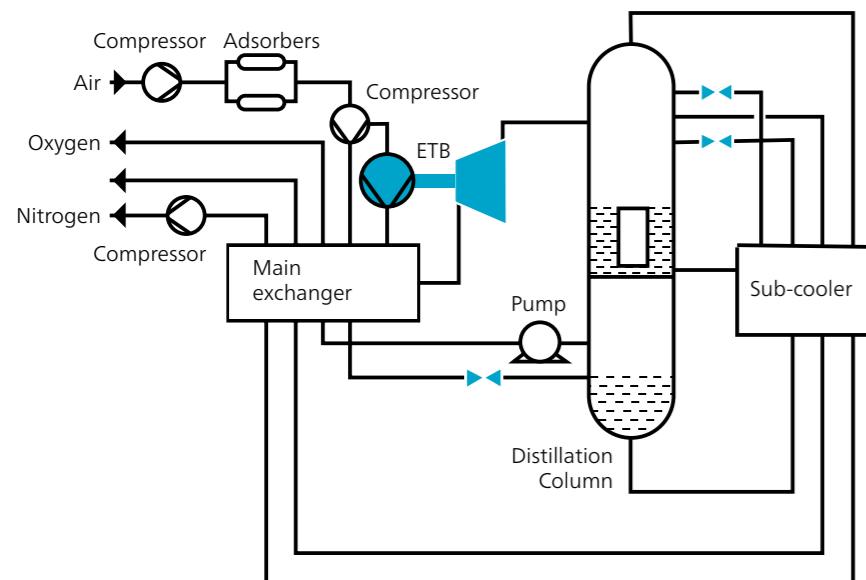 Compressor
Adsorbers
Air
Compressor
Oxygen
ETB
Nitrogen
Compressor
Main
exchanger
Sub-cooler
Pump
Distillation
Column